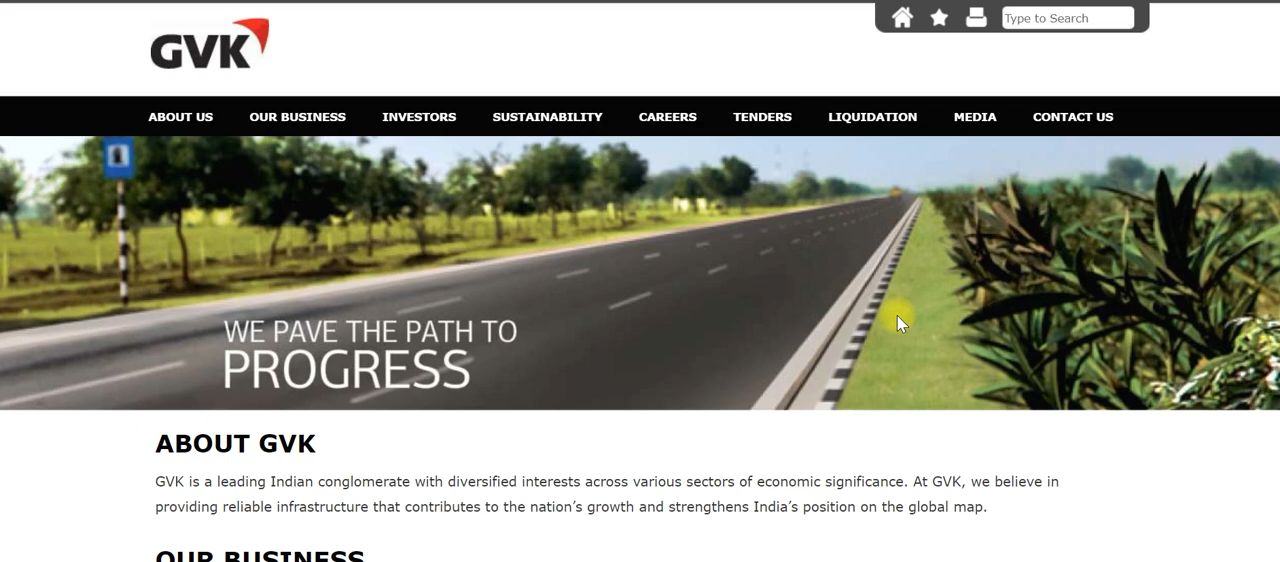 Type to Search
GVK
ABOUT US OUR BUSINESS INVESTORS SUSTAINABILITY CAREERS TENDERS LIQUIDATION MEDIA CONTACT US
WE PAVE THE PATH TO
PROGRESS
ABOUT GVK
GVK is a leading Indian conglomerate with diversified interests across various sectors of economic significance. At GVK, we believe in
providing reliable infrastructure that contributes to the nation’s growth and strengthens India’s position on the global map.
OUR BUSINESS